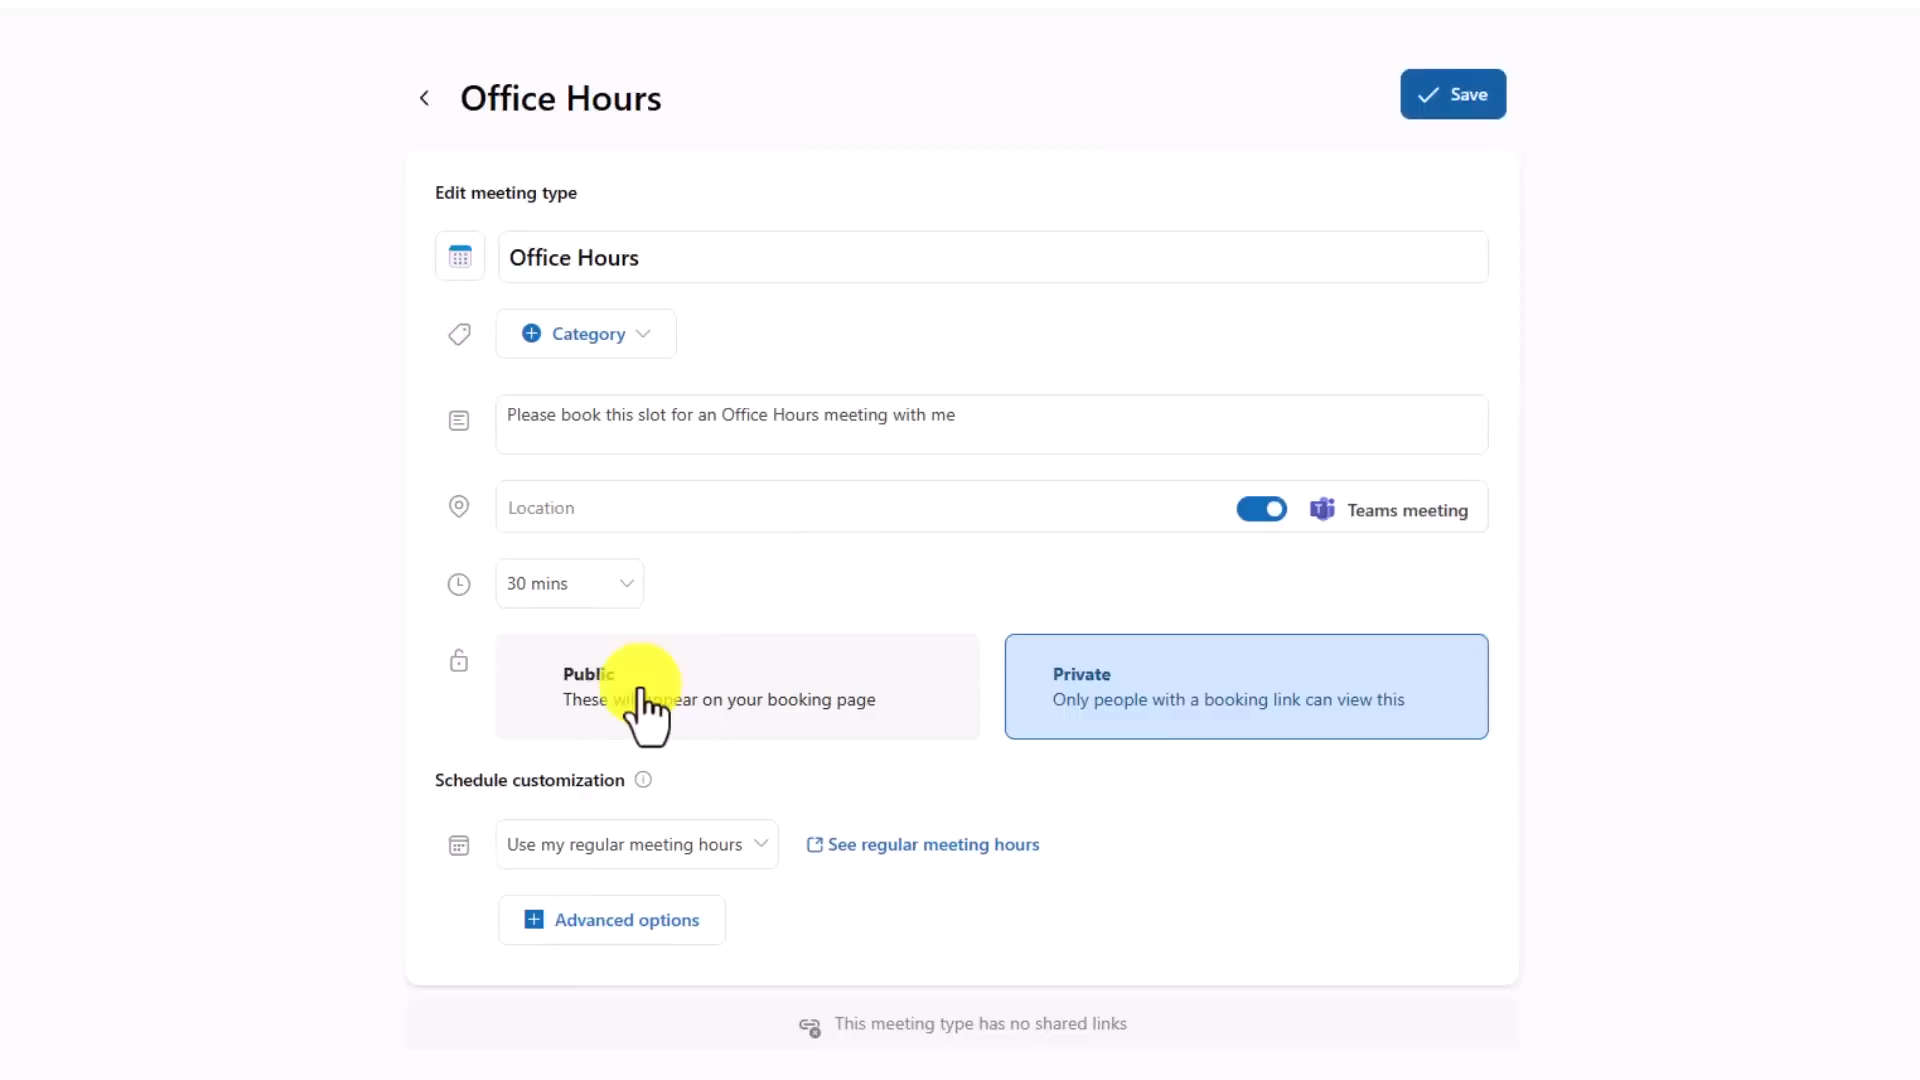 Office Hours
Save
Edit meeting type
Office Hours
Category
Please book this slot for an Office Hours meeting with me
Location
Teams meeting
30 mins
Public
These will appear on your booking page
Private
Only people with a booking link can view this
Schedule customization
Use my regular meeting hours
See regular meeting hours
Advanced options
This meeting type has no shared links